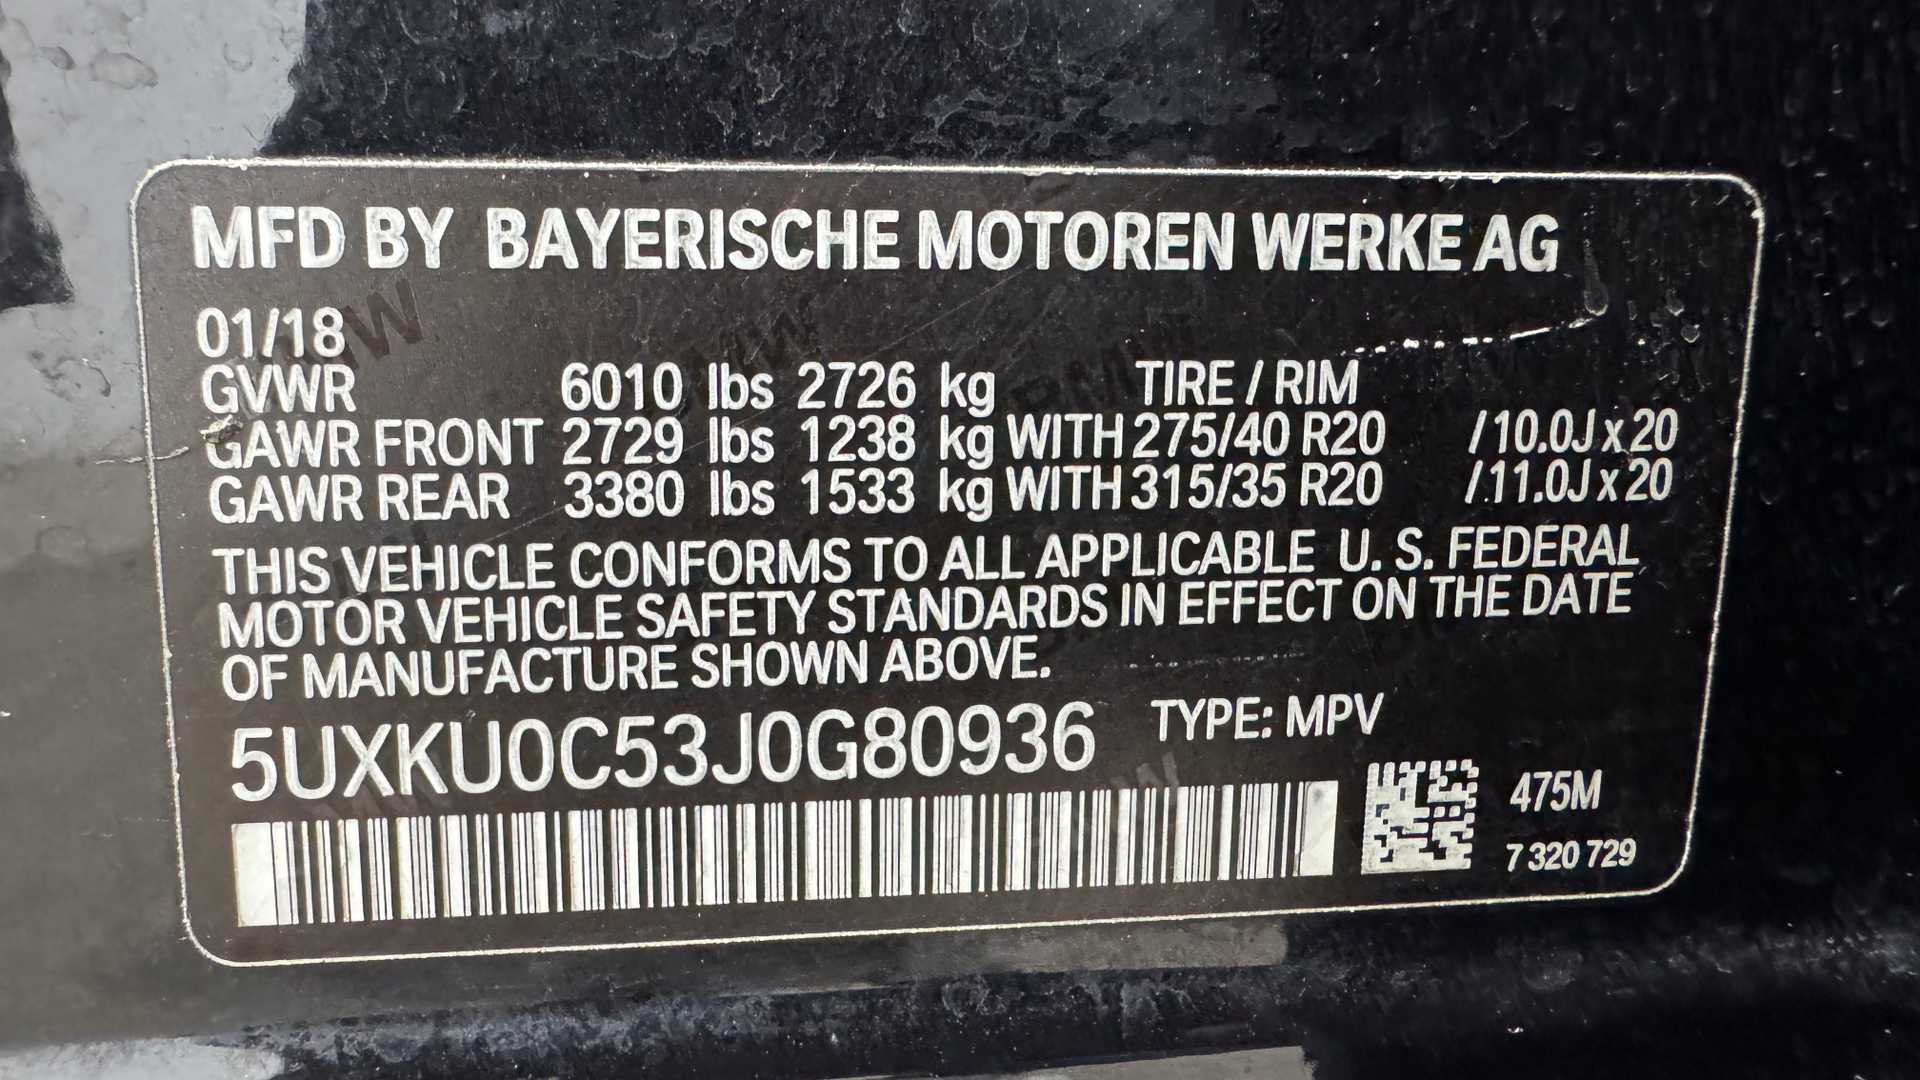 MFD BY BAYERISCHE MOTOREN WERKE AG
01/18
GVWR 6010 lbs 2726 kg TIRE / RIM
GAWR FRONT 2729 lbs 1238 kg WITH 275/40 R20 /10.0J x 20
GAWR REAR 3380 lbs 1533 kg WITH 315/35 R20 /11.0J x 20
THIS VEHICLE CONFORMS TO ALL APPLICABLE U. S. FEDERAL
MOTOR VEHICLE SAFETY STANDARDS IN EFFECT ON THE DATE
OF MANUFACTURE SHOWN ABOVE.
5UXKU0C53J0G80936 TYPE: MPV
475M
7 320 729